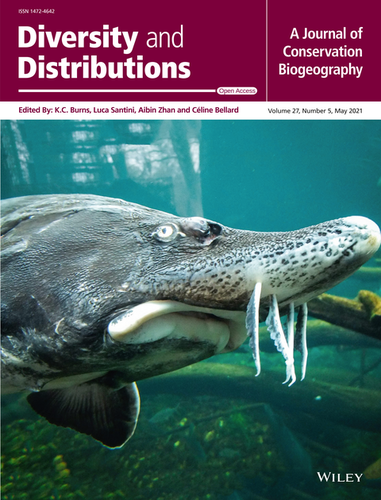 ISSN 1472-4642
Diversity and
Distributions
Open Access
A Journal of
Conservation
Biogeography
Edited By: K.C. Burns, Luca Santini, Aibin Zhan and Céline Bellard
Volume 27, Number 5, May 2021
WILEY